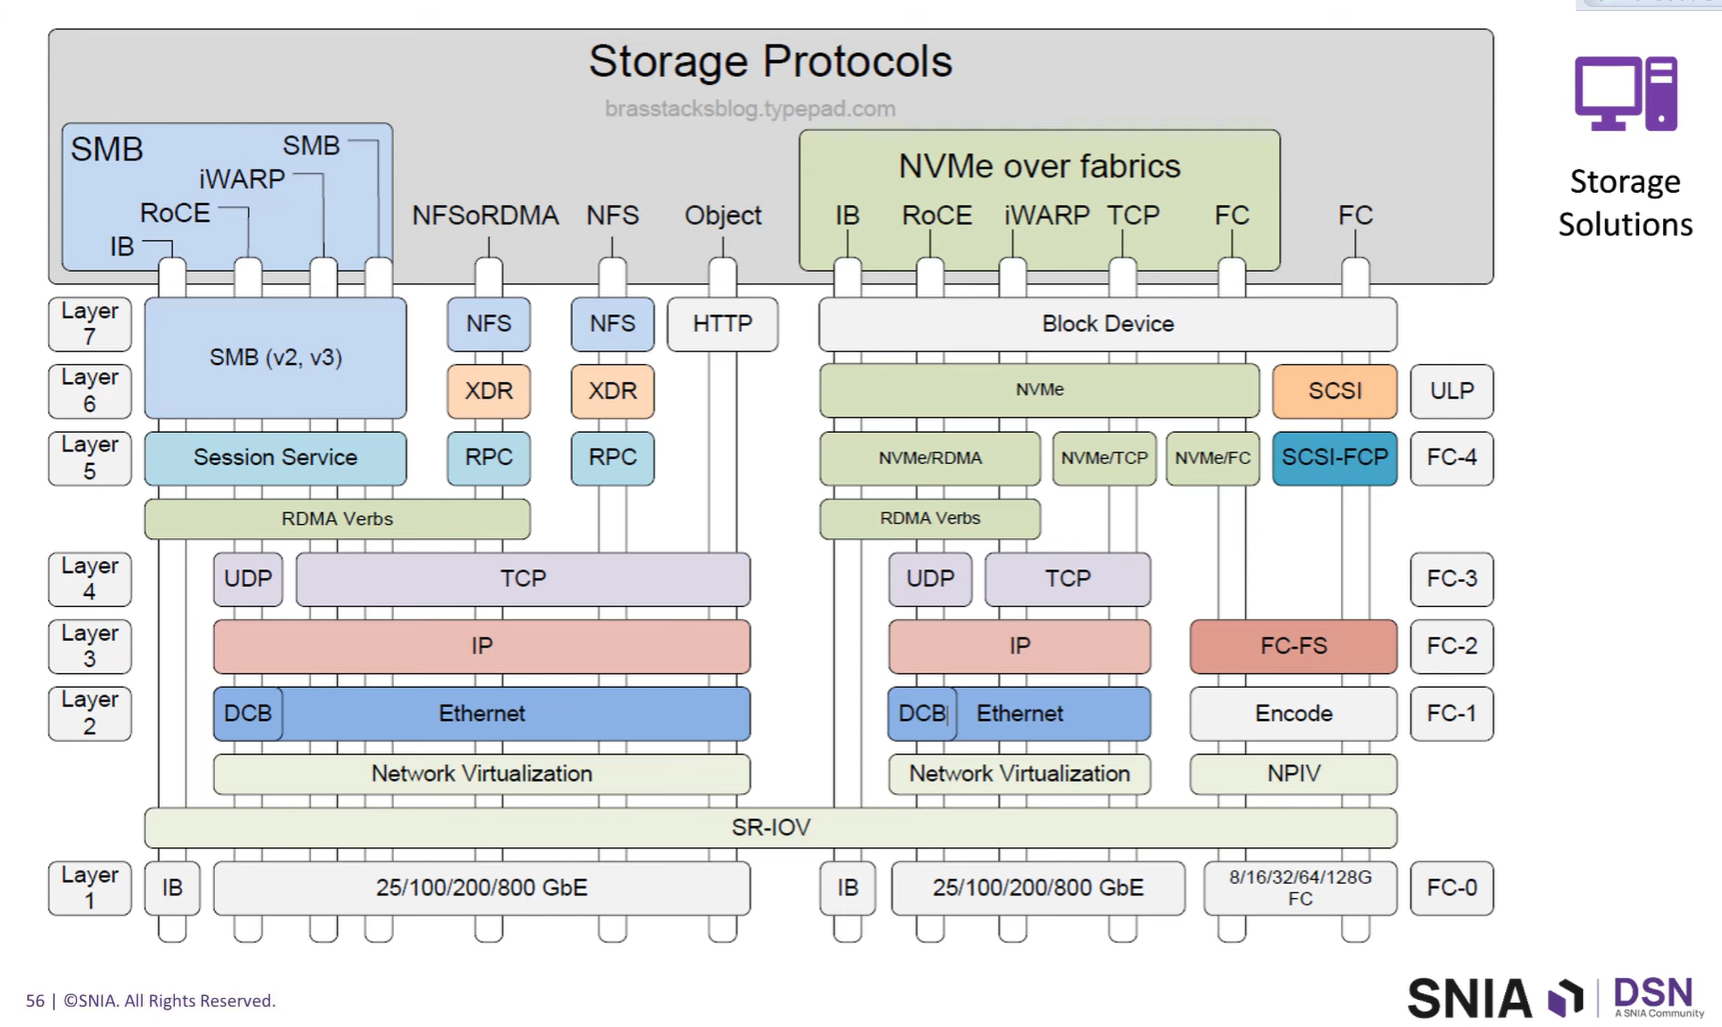 Storage Protocols
brasstacksblog.typepad.com
SMB
SMB
iWARP
RoCE
IB
NFSoRDMA
NFS
Object
NVMe over fabrics
IB
RoCE
iWARP
TCP
FC
FC
Storage
Solutions
Layer
7
SMB (v2, v3)
NFS
NFS
HTTP
Block Device
Layer
6
XDR
XDR
NVMe
SCSI
ULP
Layer
5
Session Service
RPC
RPC
NVMe/RDMA
NVMe/TCP
NVMe/FC
SCSI-FCP
FC-4
RDMA Verbs
RDMA Verbs
Layer
4
UDP
TCP
UDP
TCP
FC-3
Layer
3
IP
IP
FC-FS
FC-2
Layer
2
DCB
Ethernet
DCB
Ethernet
Encode
FC-1
Network Virtualization
Network Virtualization
NPIV
SR-IOV
Layer
1
IB
25/100/200/800 GbE
IB
25/100/200/800 GbE
8/16/32/64/128G
FC
FC-0
56 | ©SNIA. All Rights Reserved.
SNIA
DSN
A SNIA Community